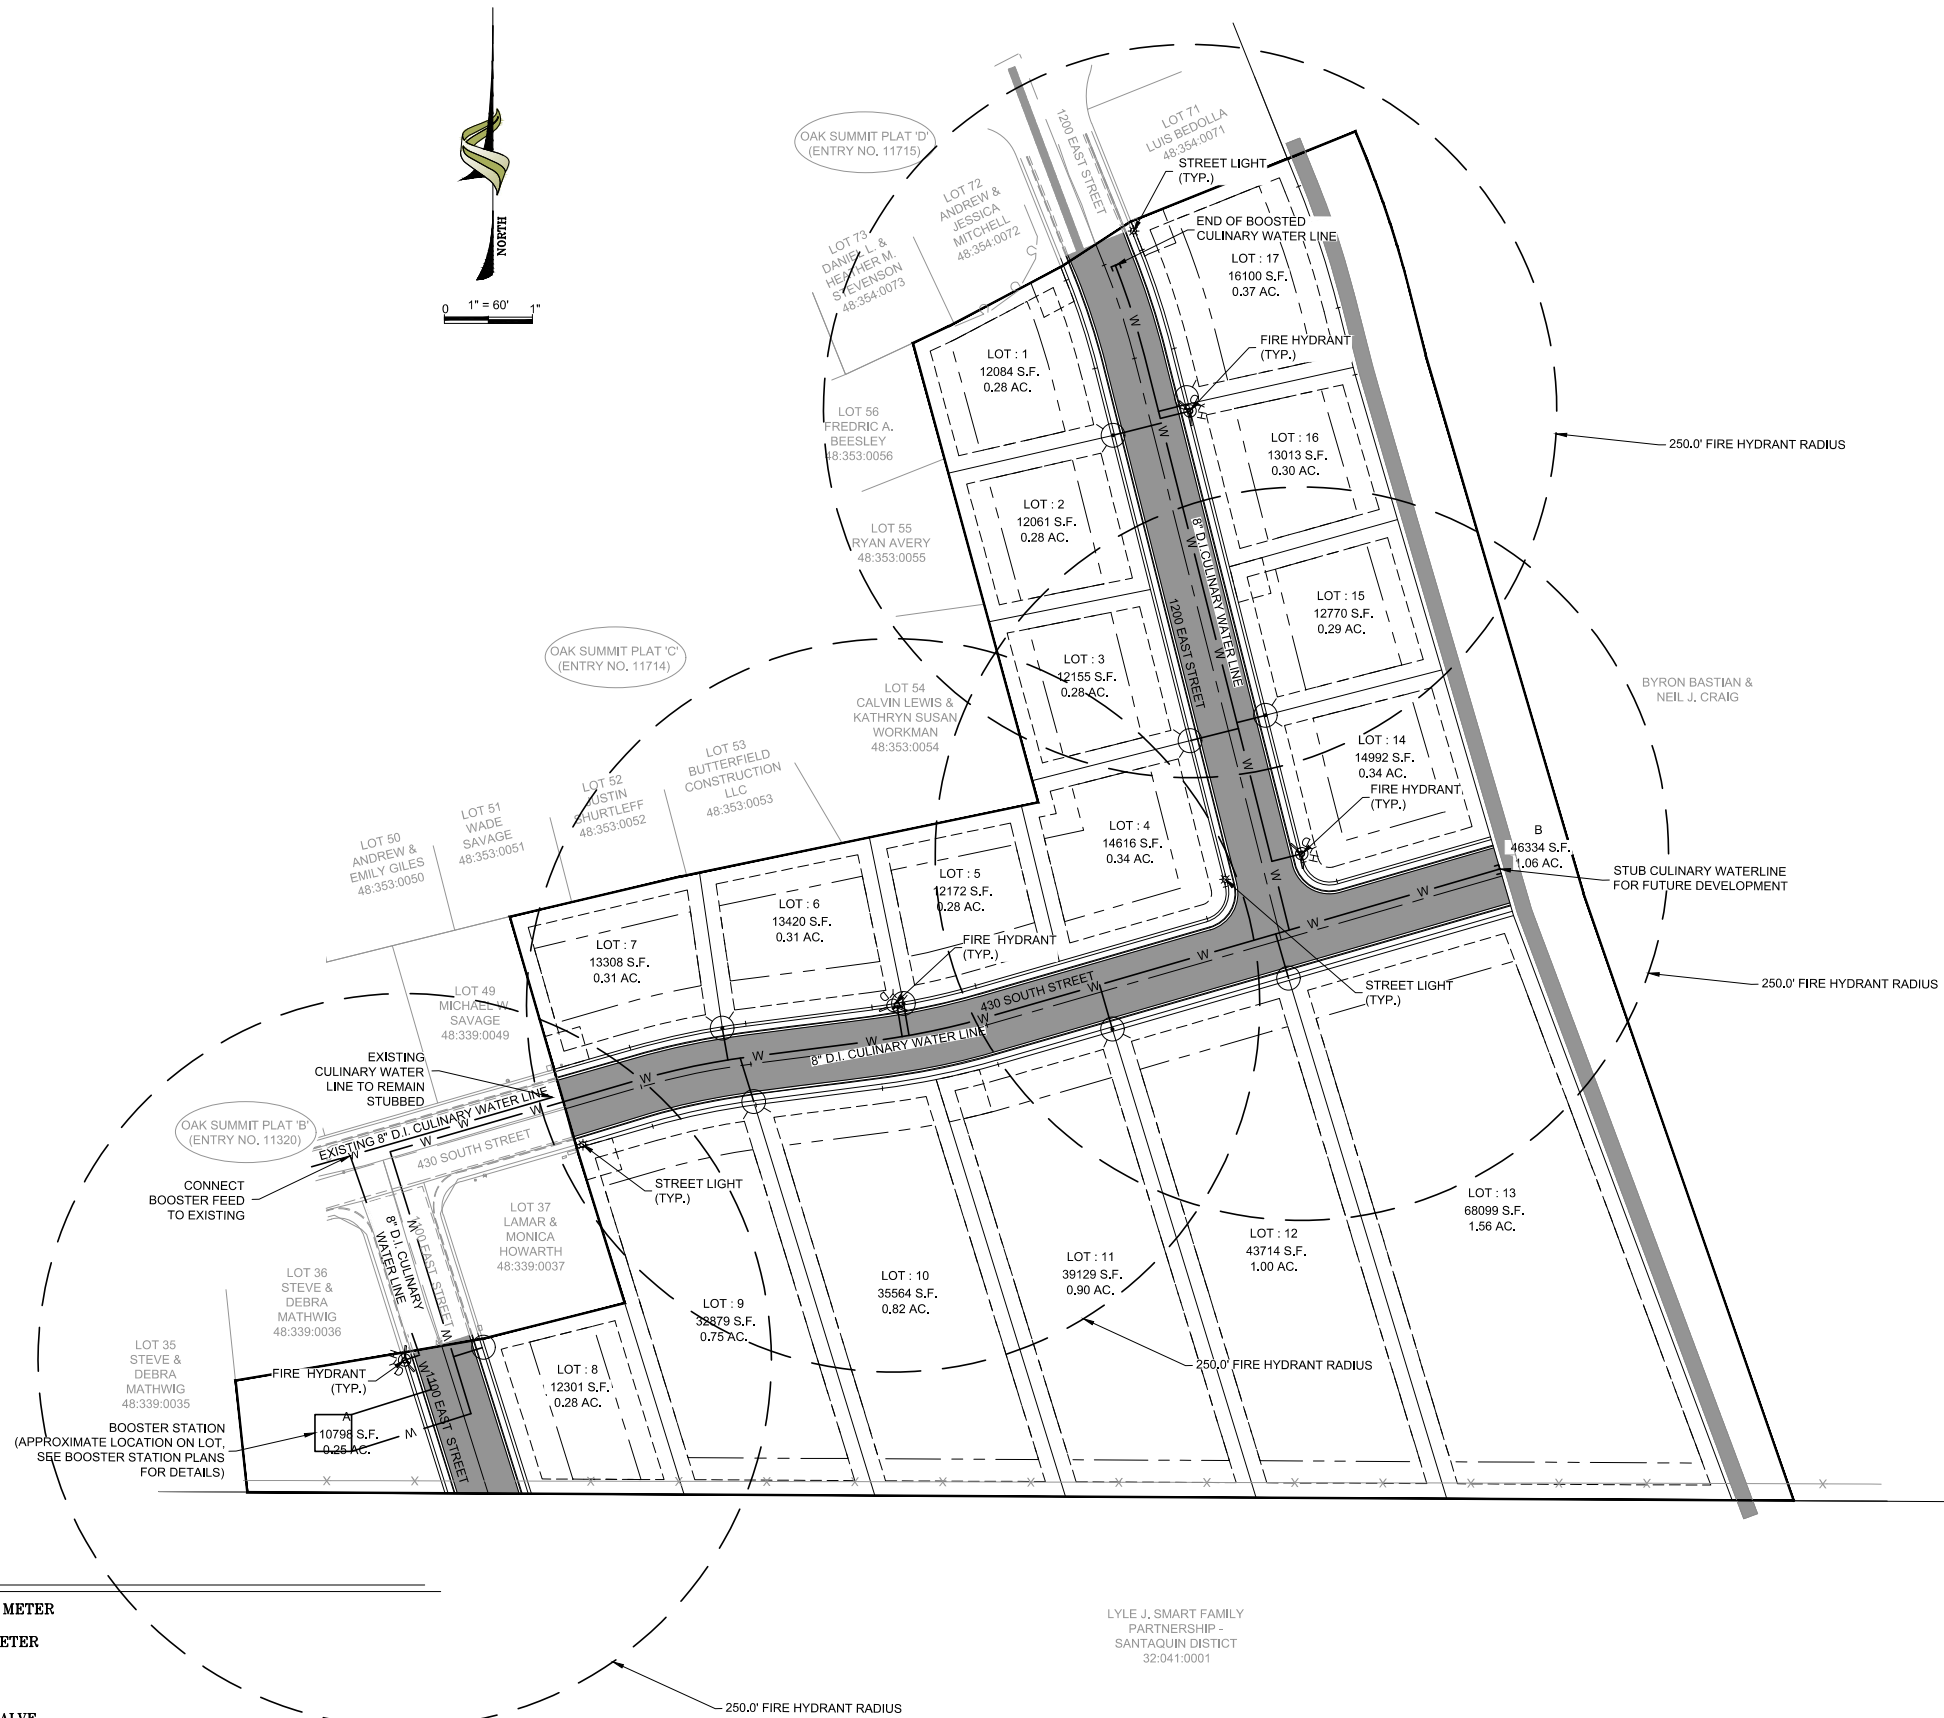 NORTH
0 1" = 60' 1"
OAK SUMMIT PLAT 'D'
(ENTRY NO. 11715)
1200 EAST STREET
LOT 71
LUIS BEDOLLA
48:354:0071
STREET LIGHT
(TYP.)
LOT 72
ANDREW &
JESSICA
MITCHELL
48:354:0072
LOT 73
DANIEL L. &
HEATHER M.
STEVENSON
48:354:0073
END OF BOOSTED
CULINARY WATER LINE
LOT : 17
16100 S.F.
0.37 AC.
FIRE HYDRANT
(TYP.)
LOT : 1
12084 S.F.
0.28 AC.
LOT 56
FREDRIC A.
BEESLEY
48:353:0056
LOT : 16
13013 S.F.
0.30 AC.
250.0' FIRE HYDRANT RADIUS
LOT : 2
12061 S.F.
0.28 AC.
LOT 55
RYAN AVERY
48:353:0055
8" D.I.CULINARY WATER LINE
1200 EAST STREET
LOT : 15
12770 S.F.
0.29 AC.
OAK SUMMIT PLAT 'C'
(ENTRY NO. 11714)
LOT : 3
12155 S.F.
0.28 AC.
LOT 54
CALVIN LEWIS &
KATHRYN SUSAN
WORKMAN
48:353:0054
BYRON BASTIAN &
NEIL J. CRAIG
LOT : 14
14992 S.F.
0.34 AC.
FIRE HYDRANT
(TYP.)
LOT 53
BUTTERFIELD
CONSTRUCTION
LLC
48:353:0053
LOT 52
JUSTIN
SHURTLEFF
48:353:0052
LOT 51
WADE
SAVAGE
48:353:0051
LOT 50
ANDREW &
EMILY GILES
48:353:0050
LOT : 4
14616 S.F.
0.34 AC.
B
46334 S.F.
1.06 AC.
STUB CULINARY WATERLINE
FOR FUTURE DEVELOPMENT
LOT : 5
12172 S.F.
0.28 AC.
LOT : 6
13420 S.F.
0.31 AC.
LOT : 7
13308 S.F.
0.31 AC.
FIRE HYDRANT
(TYP.)
430 SOUTH STREET
STREET LIGHT
(TYP.)
250.0' FIRE HYDRANT RADIUS
LOT 49
MICHAEL W.
SAVAGE
48:339:0049
8" D.I. CULINARY WATER LINE
EXISTING
CULINARY WATER
LINE TO REMAIN
STUBBED
OAK SUMMIT PLAT 'B'
(ENTRY NO. 11320)
EXISTING 8" D.I. CULINARY WATER LINE
430 SOUTH STREET
CONNECT
BOOSTER FEED
TO EXISTING
STREET LIGHT
(TYP.)
LOT 37
LAMAR &
MONICA
HOWARTH
48:339:0037
8" D.I. CULINARY
WATER LINE
1100 EAST STREET
LOT : 13
68099 S.F.
1.56 AC.
LOT : 12
43714 S.F.
1.00 AC.
LOT : 11
39129 S.F.
0.90 AC.
LOT : 10
35564 S.F.
0.82 AC.
LOT : 9
32879 S.F.
0.75 AC.
LOT 36
STEVE &
DEBRA
MATHWIG
48:339:0036
LOT 35
STEVE &
DEBRA
MATHWIG
48:339:0035
FIRE HYDRANT
(TYP.)
LOT : 8
12301 S.F.
0.28 AC.
250.0' FIRE HYDRANT RADIUS
1100 EAST STREET
A
10798 S.F.
0.25 AC.
BOOSTER STATION
(APPROXIMATE LOCATION ON LOT,
SEE BOOSTER STATION PLANS
FOR DETAILS)
METER
ETER
LYLE J. SMART FAMILY
PARTNERSHIP -
SANTAQUIN DISTICT
32:041:0001
250.0' FIRE HYDRANT RADIUS